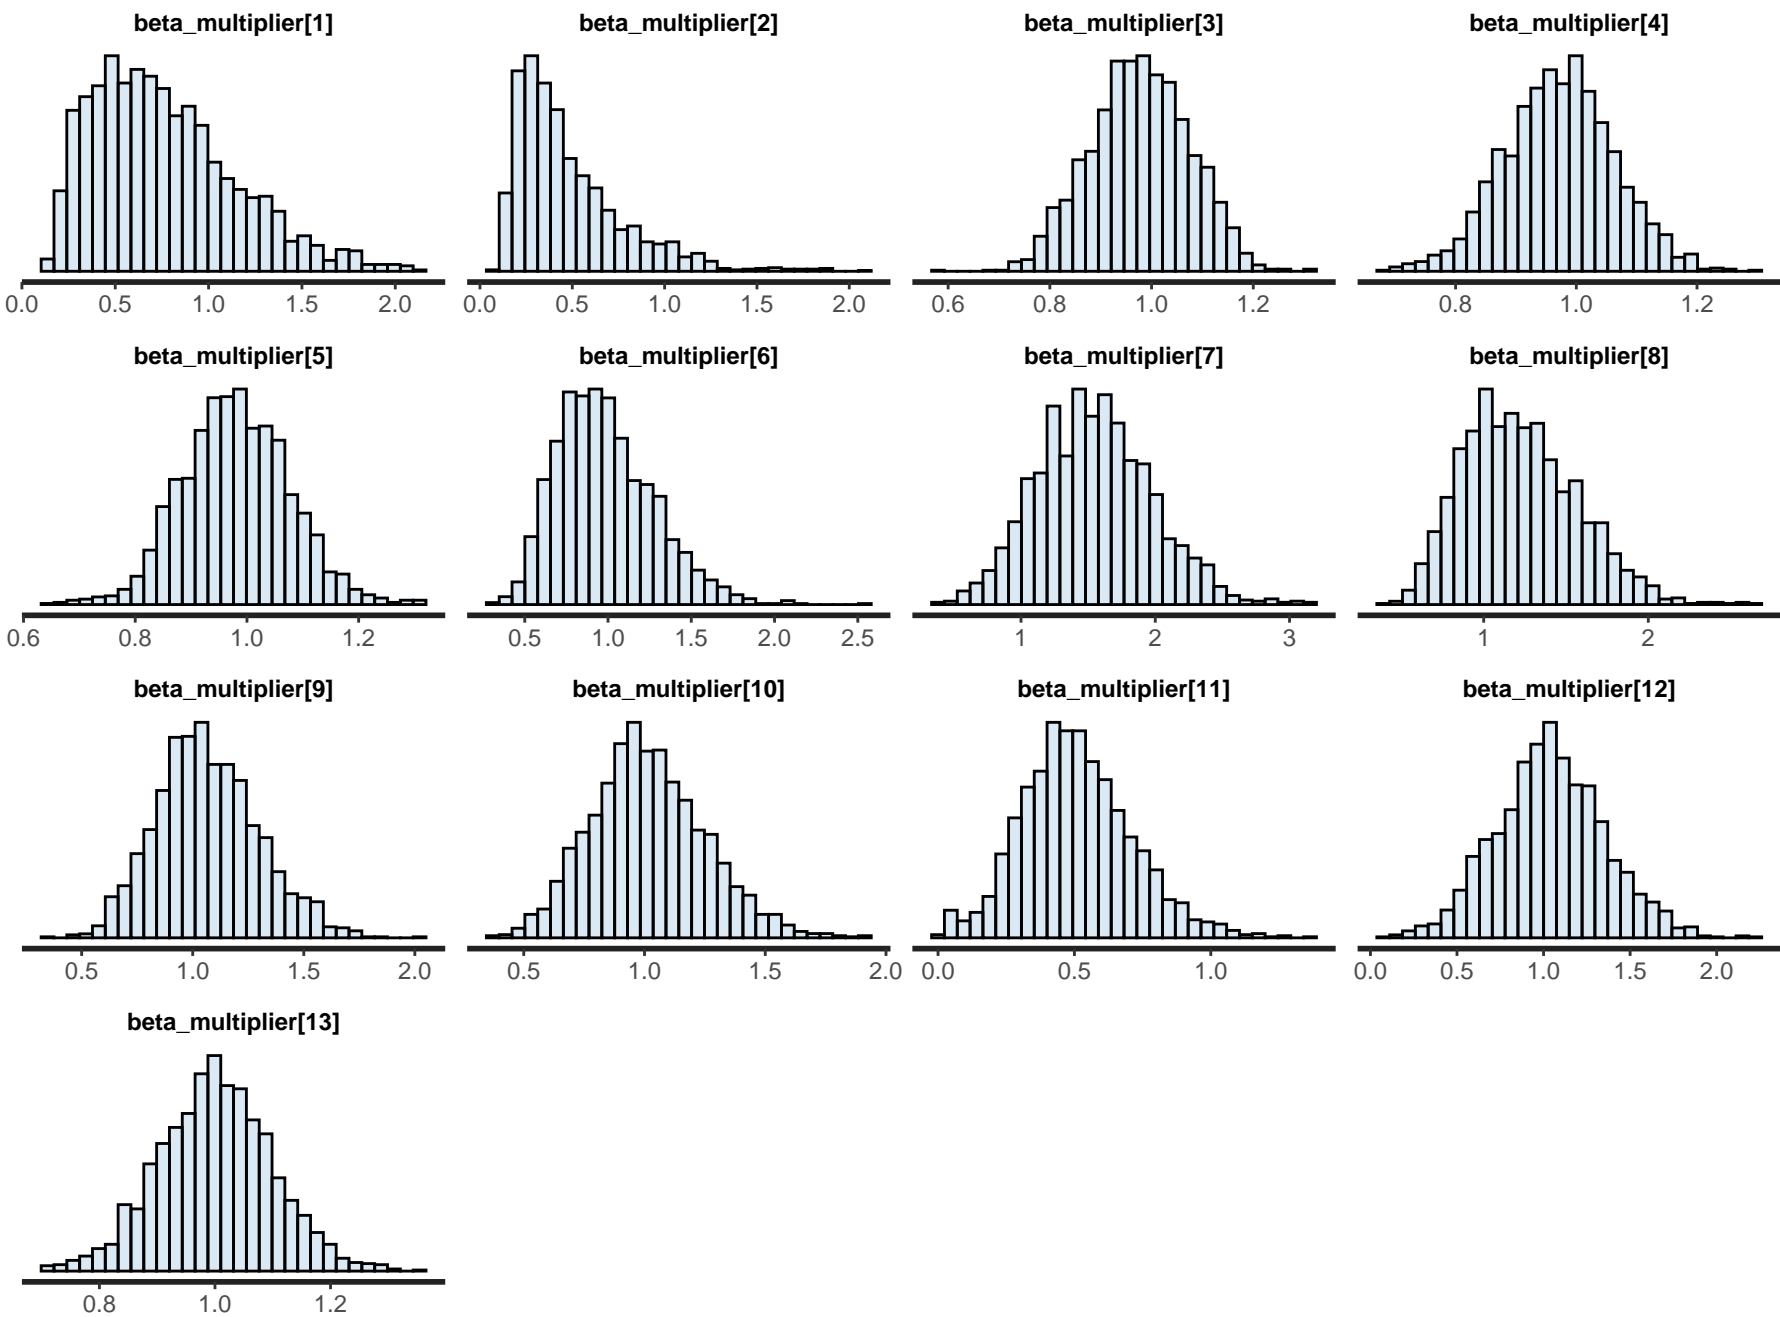 beta_multiplier[1] beta_multiplier[2] beta_multiplier[3] beta_multiplier[4]
0.0 0.5 1.0 1.5 2.0 0.0 0.5 1.0 1.5 2.0 0.6 0.8 1.0 1.2 0.8 1.0 1.2
beta_multiplier[5] beta_multiplier[6] beta_multiplier[7] beta_multiplier[8]
0.6 0.8 1.0 1.2 0.5 1.0 1.5 2.0 2.5 1 2 3 1 2
beta_multiplier[9] beta_multiplier[10] beta_multiplier[11] beta_multiplier[12]
0.5 1.0 1.5 2.0 0.5 1.0 1.5 2.0 0.0 0.5 1.0 0.0 0.5 1.0 1.5 2.0
beta_multiplier[13]
0.8 1.0 1.2